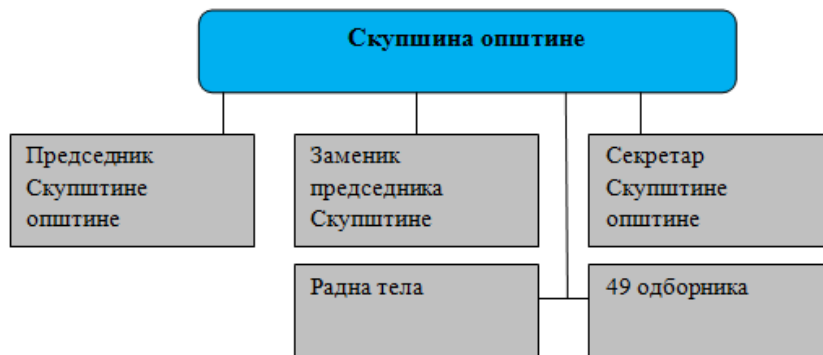 Скупшина општине
Председник
Скупштине
општине
Заменик
председника
Скупштине
Секретар
Скупштине
општине
Радна тела
49 одборника